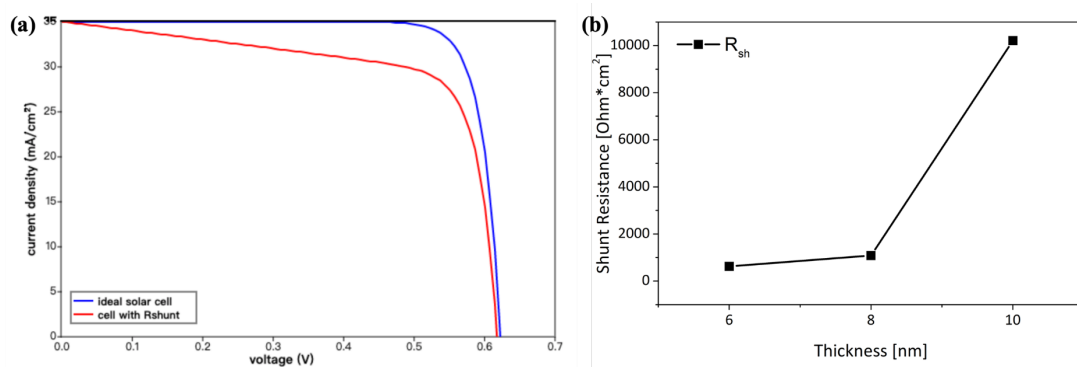 (a)
current density (mA/cm²)
35
30
25
20
15
10
5
0
0.0 0.1 0.2 0.3 0.4 0.5 0.6 0.7
voltage (V)
ideal solar cell
cell with Rshunt
(b)
Shunt Resistance [Ohm*cm²]
10000
8000
6000
4000
2000
0
6 8 10
Thickness [nm]
R_sh